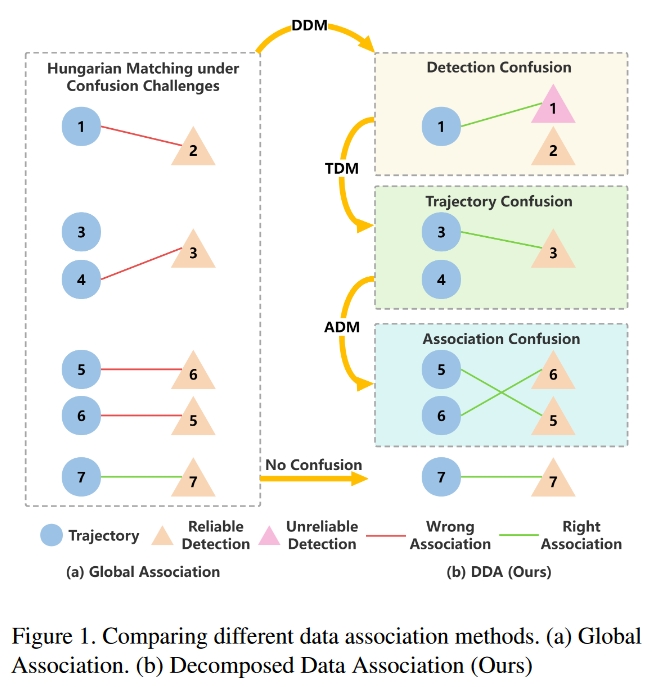 DDM
Hungarian Matching under
Confusion Challenges
1
2
3
3
4
5
6
6
5
7
7
Detection Confusion
1
1
2
TDM
Trajectory Confusion
3
3
4
ADM
Association Confusion
5
6
6
5
No Confusion
7
7
Trajectory
Reliable
Detection
Unreliable
Detection
Wrong
Association
Right
Association
(a) Global Association
(b) DDA (Ours)
Figure 1. Comparing different data association methods. (a) Global
Association. (b) Decomposed Data Association (Ours)